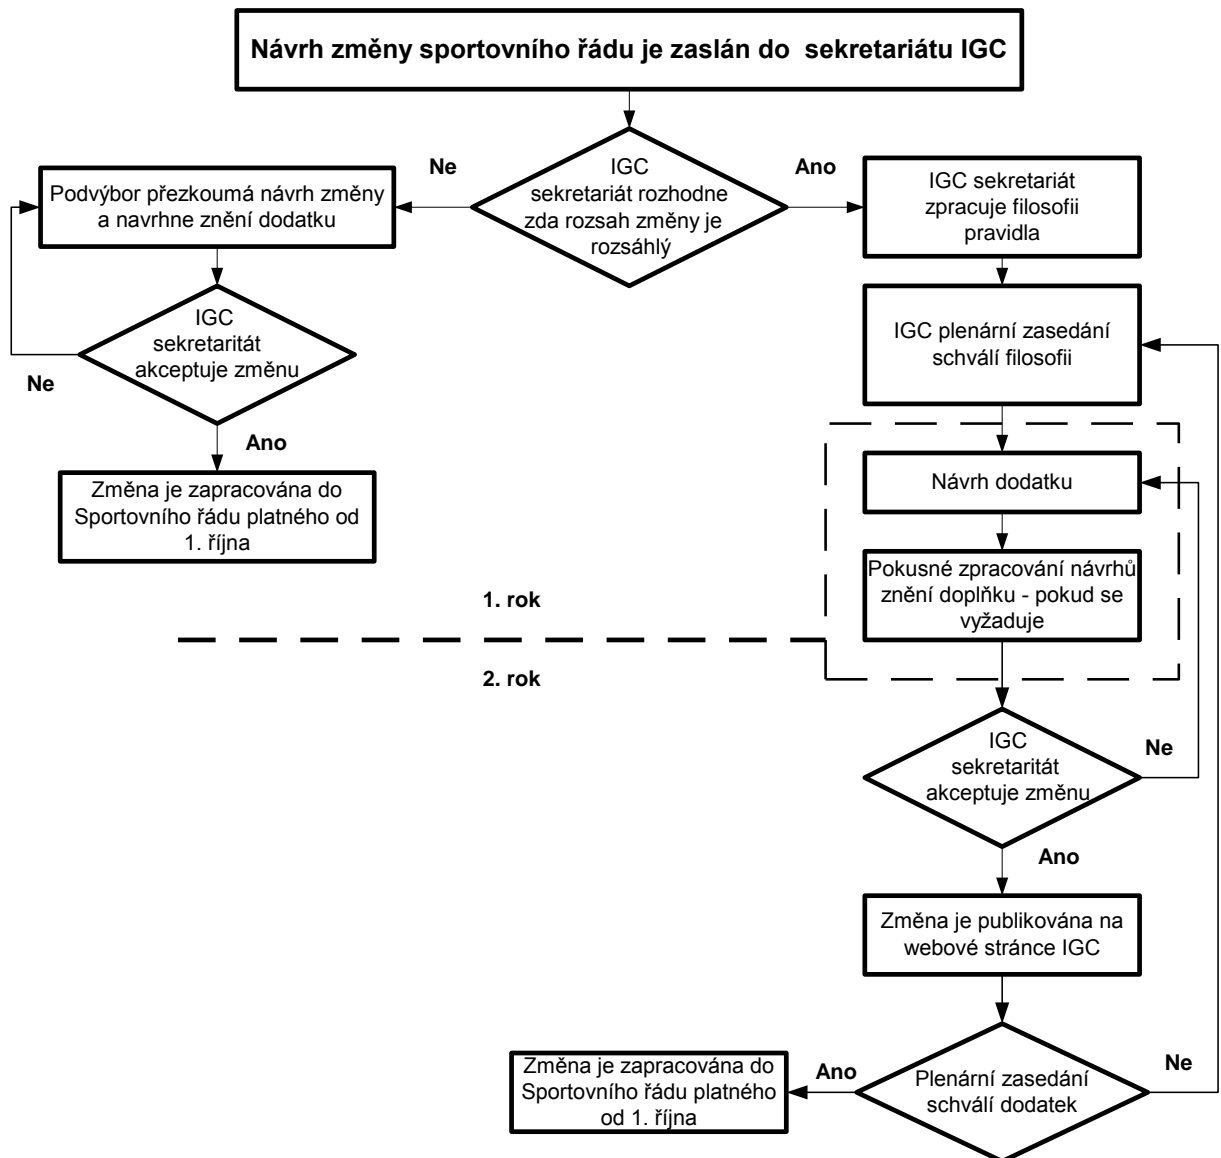 Návrh změny sportovního řádu je zaslán do sekretariátu IGC
Ne
IGC
sekretariát rozhodne
zda rozsah změny je
rozsáhlý
Ano
Podvýbor přezkoumá návrh změny
a navrhne znění dodatku
IGC sekretariát
zpracuje filosofii
pravidla
IGC
sekretaritát
akceptuje změnu
Ne
Ano
IGC plenární zasedání
schválí filosofii
Změna je zapracována do
Sportovního řádu platného od
1. října
Návrh dodatku
Pokusné zpracování návrhů
znění doplňku - pokud se
vyžaduje
1. rok
2. rok
IGC
sekretaritát
akceptuje změnu
Ne
Ano
Změna je publikována na
webové stránce IGC
Plenární zasedání
schválí dodatek
Ne
Ano
Změna je zapracována do
Sportovního řádu platného
od 1. října